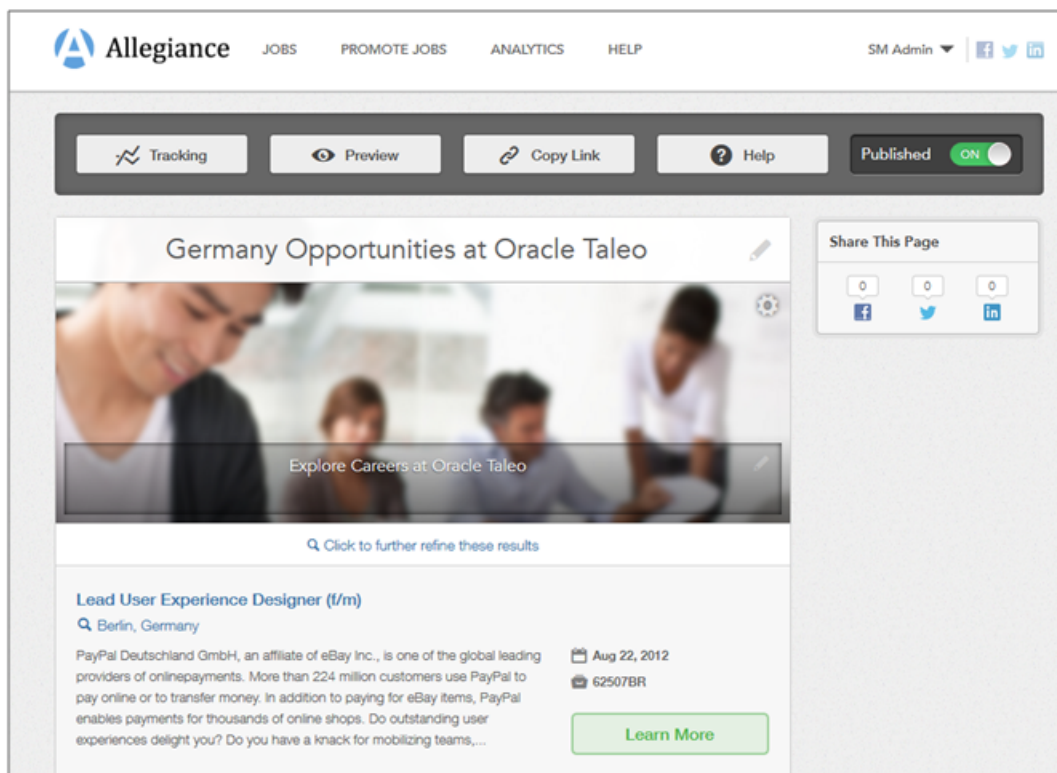 Allegiance JOBS PROMOTE JOBS ANALYTICS HELP SM Admin
Tracking Preview Copy Link Help Published ON
Germany Opportunities at Oracle Taleo
Share This Page
0 0 0
Explore Careers at Oracle Taleo
Click to further refine these results
Lead User Experience Designer (f/m)
Berlin, Germany
PayPal Deutschland GmbH, an affiliate of eBay Inc., is one of the global leading
providers of onlinepayments. More than 224 million customers use PayPal to
pay online or to transfer money. In addition to paying for eBay items, PayPal
enables payments for thousands of online shops. Do outstanding user
experiences delight you? Do you have a knack for mobilizing teams,...
Aug 22, 2012
62507BR
Learn More